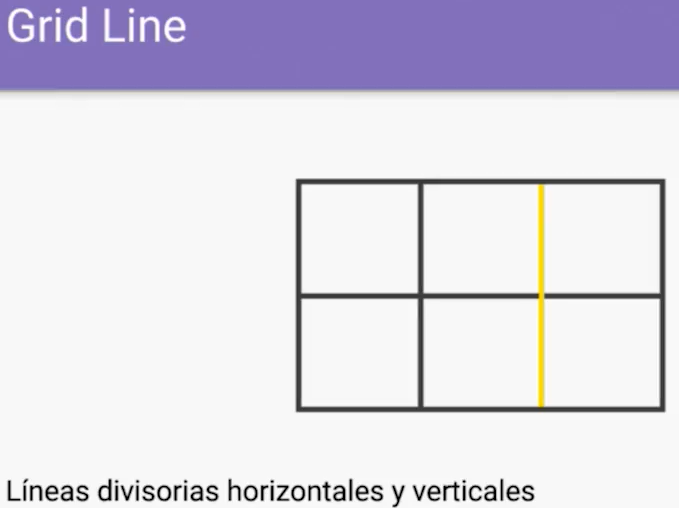 Grid Line
Líneas divisorias horizontales y verticales